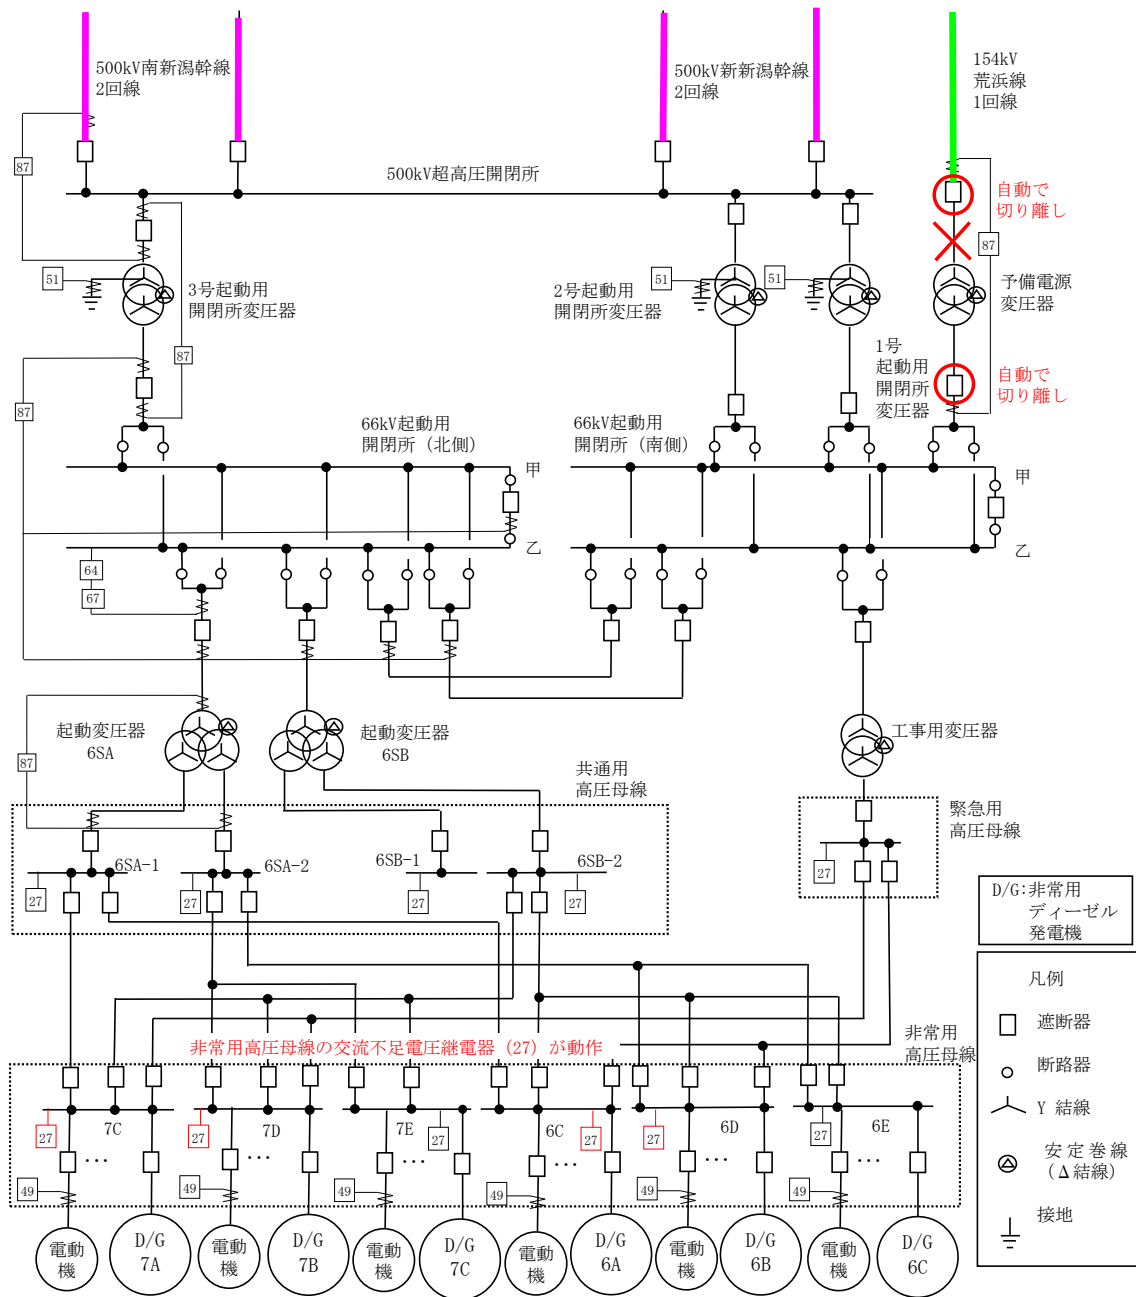 500kV南新潟幹線
2回線
500kV新新潟幹線
2回線
154kV
荒浜線
1回線
87
500kV超高圧開閉所
自動で
切り離し
87
51
51
51
3号起動用
開閉所変圧器
2号起動用
開閉所変圧器
予備電源
変圧器
1号
起動用
開閉所
変圧器
87
自動で
切り離し
87
66kV起動用
開閉所（北側）
66kV起動用
開閉所（南側）
甲
甲
乙
乙
64
67
起動変圧器
6SA
起動変圧器
6SB
工事用変圧器
87
共通用
高圧母線
緊急用
高圧母線
6SA-1
6SA-2
6SB-1
6SB-2
27
27
27
27
27
D/G:非常用
ディーゼル
発電機
凡例
遮断器
断路器
Y 結線
安定巻線
(Δ結線)
接地
非常用高圧母線の交流不足電圧継電器（27）が動作
非常用
高圧母線
27
7C
27
7D
7E
27
6C
27
27
6D
27
6E
…
…
…
…
…
…
49
49
49
49
49
49
電動
機
D/G
7A
電動
機
D/G
7B
電動
機
D/G
7C
電動
機
D/G
6A
電動
機
D/G
6B
電動
機
D/G
6C